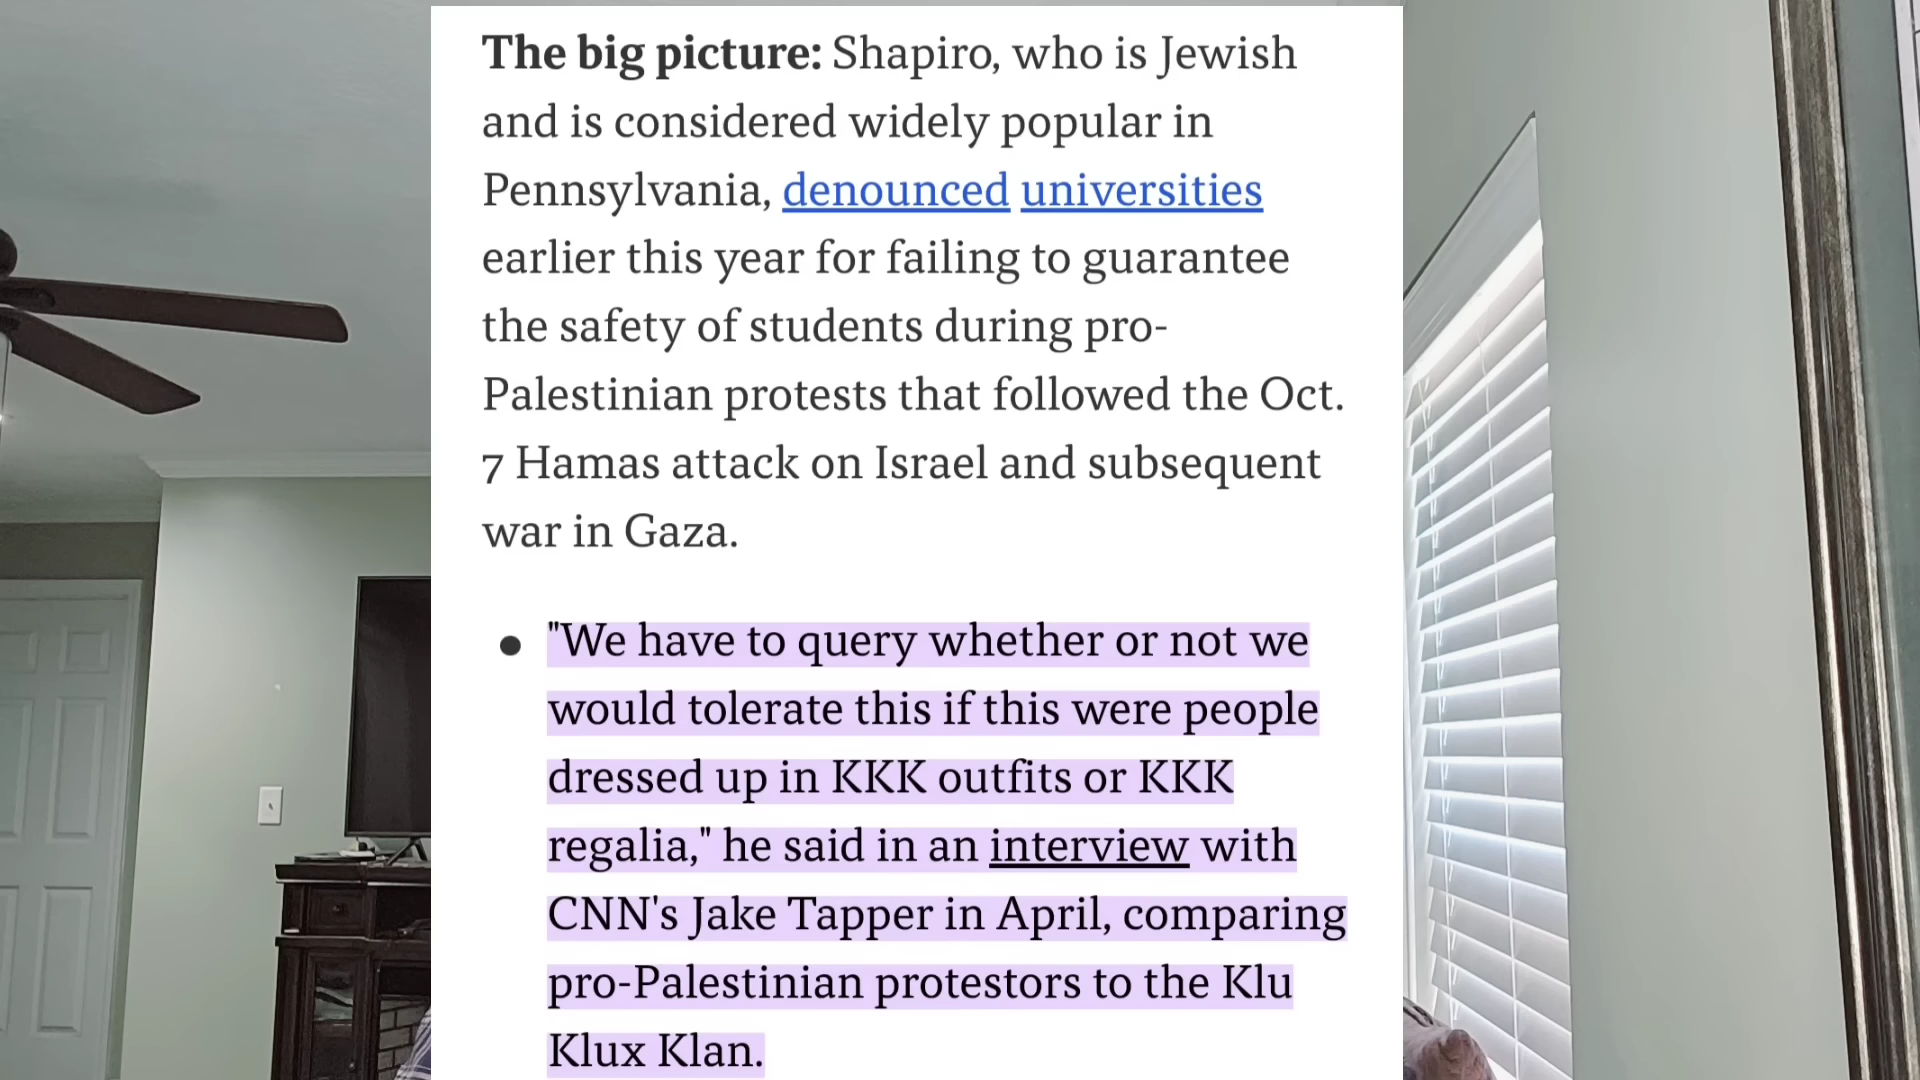 The big picture: Shapiro, who is Jewish
and is considered widely popular in
Pennsylvania, denounced universities
earlier this year for failing to guarantee
the safety of students during pro-
Palestinian protests that followed the Oct.
7 Hamas attack on Israel and subsequent
war in Gaza.
● "We have to query whether or not we
would tolerate this if this were people
dressed up in KKK outfits or KKK
regalia," he said in an interview with
CNN's Jake Tapper in April, comparing
pro-Palestinian protestors to the Klu
Klux Klan.